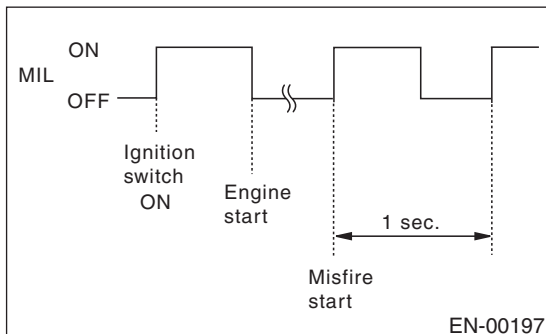 ON
MIL
OFF
Ignition
switch
ON
Engine
start
1 sec.
Misfire
start
EN-00197